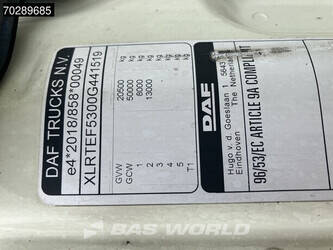 70289685
DAF TRUCKS N.V.
e4*2018/858*00049
XLRTEF5300G441519
GVW 20500 kg
GCW 50000 kg
1 8000 kg
2 13000 kg
3 kg
4 kg
5 kg
T1
DAF
Hugo v. d. Goeslaan 1
Eindhoven The Netherlands
96/53/EC ARTICLE 9A COMPLIANT
BAS WORLD